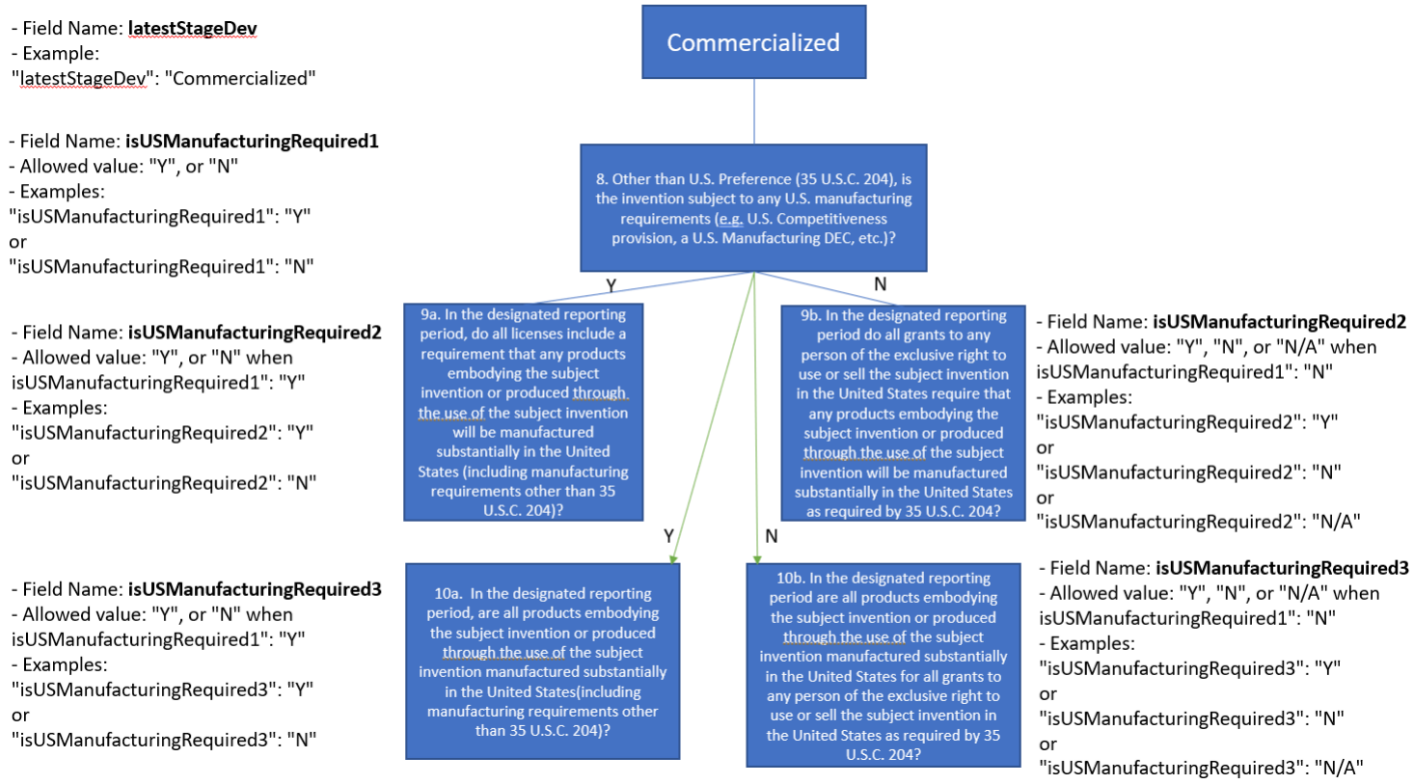 - Field Name: latestStageDev
- Example:
"latestStageDev": "Commercialized"
Commercialized
- Field Name: isUSManufacturingRequired1
- Allowed value: "Y", or "N"
- Examples:
"isUSManufacturingRequired1": "Y"
or
"isUSManufacturingRequired1": "N"
8. Other than U.S. Preference (35 U.S.C. 204), is
the invention subject to any U.S. manufacturing
requirements (e.g. U.S. Competitiveness
provision, a U.S. Manufacturing DEC, etc.)?
Y
N
- Field Name: isUSManufacturingRequired2
- Allowed value: "Y", or "N" when
isUSManufacturingRequired1": "Y"
- Examples:
"isUSManufacturingRequired2": "Y"
or
"isUSManufacturingRequired2": "N"
9a. In the designated reporting
period, do all licenses include a
requirement that any products
embodying the subject
invention or produced through
the use of the subject invention
will be manufactured
substantially in the United
States (including manufacturing
requirements other than 35
U.S.C. 204)?
9b. In the designated reporting
period do all grants to any
person of the exclusive right to
use or sell the subject invention
in the United States require that
any products embodying the
subject invention or produced
through the use of the subject
invention will be manufactured
substantially in the United States
as required by 35 U.S.C. 204?
- Field Name: isUSManufacturingRequired2
- Allowed value: "Y", "N", or "N/A" when
isUSManufacturingRequired1": "N"
- Examples:
"isUSManufacturingRequired2": "Y"
or
"isUSManufacturingRequired2": "N"
or
"isUSManufacturingRequired2": "N/A"
Y
N
- Field Name: isUSManufacturingRequired3
- Allowed value: "Y", or "N" when
isUSManufacturingRequired1": "Y"
- Examples:
"isUSManufacturingRequired3": "Y"
or
"isUSManufacturingRequired3": "N"
10a. In the designated reporting
period, are all products embodying
the subject invention or produced
through the use of the subject
invention manufactured substantially
in the United States(including
manufacturing requirements other
than 35 U.S.C. 204)?
10b. In the designated reporting
period are all products embodying
the subject invention or produced
through the use of the subject
invention manufactured substantially
in the United States for all grants to
any person of the exclusive right to
use or sell the subject invention in
the United States as required by 35
U.S.C. 204?
- Field Name: isUSManufacturingRequired3
- Allowed value: "Y", "N", or "N/A" when
isUSManufacturingRequired1": "N"
- Examples:
"isUSManufacturingRequired3": "Y"
or
"isUSManufacturingRequired3": "N"
or
"isUSManufacturingRequired3": "N/A"